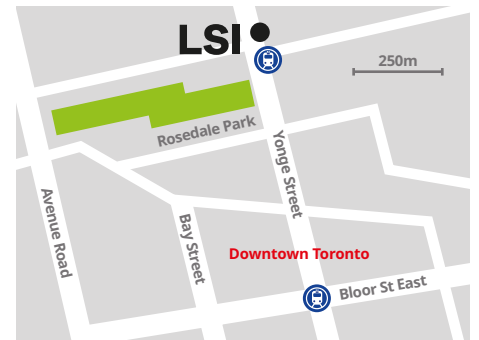 LSI
250m
Rosedale Park
Yonge Street
Avenue Road
Bay Street
Downtown Toronto
Bloor St East